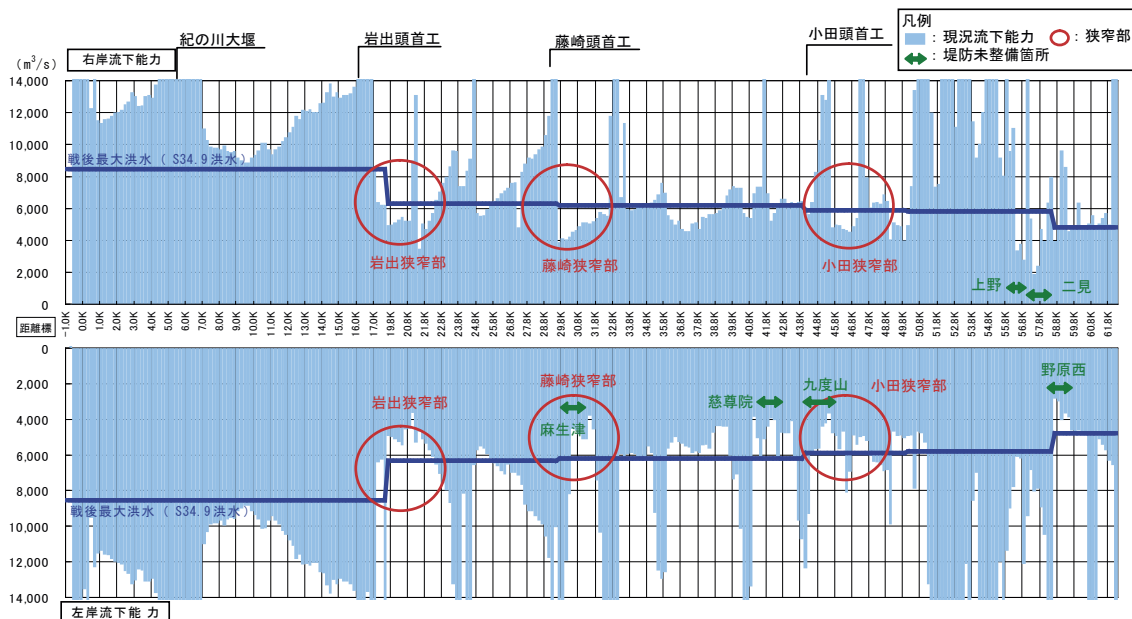 凡例
：現況流下能力
：狭窄部
：堤防未整備箇所
紀の川大堰
岩出頭首工
藤崎頭首工
小田頭首工
右岸流下能力
(m³/s)
14,000
12,000
10,000
8,000
6,000
4,000
2,000
0
戦後最大洪水（ S34.9洪水）
岩出狭窄部
藤崎狭窄部
小田狭窄部
上野
二見
距離標
-1.0K 0.0K 1.0K 2.0K 3.0K 4.0K 5.0K 6.0K 7.0K 8.0K 9.0K 10.0K 11.0K 12.0K 13.0K 14.0K 15.0K 16.0K 17.0K 19.8K 20.8K 21.8K 22.8K 23.8K 24.8K 25.8K 26.8K 27.8K 28.8K 29.8K 30.8K 31.8K 32.8K 33.8K 34.8K 35.8K 36.8K 37.8K 38.8K 39.8K 40.8K 41.8K 42.8K 43.8K 44.8K 45.8K 46.8K 47.8K 48.8K 49.8K 50.8K 51.8K 52.8K 53.8K 54.8K 55.8K 56.8K 57.8K 58.8K 59.8K 60.8K 61.8K
0
2,000
4,000
6,000
8,000
10,000
12,000
14,000
岩出狭窄部
藤崎狭窄部
麻生津
慈尊院
九度山
小田狭窄部
野原西
戦後最大洪水（ S34.9洪水）
左岸流下能 力